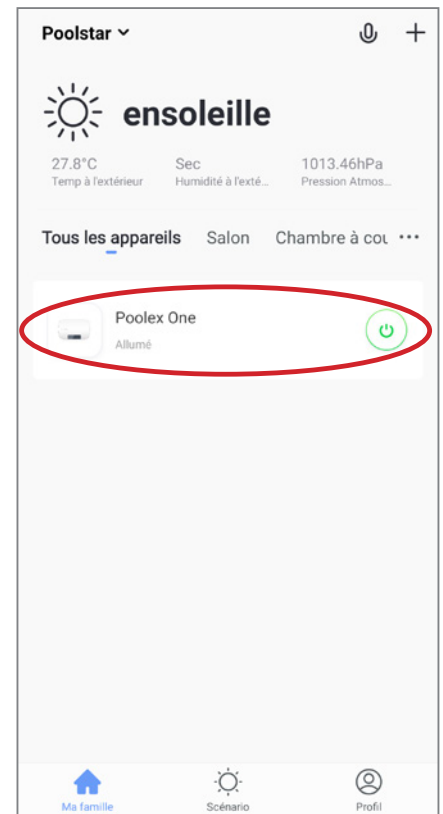 Poolstar
ensoleille
27.8°C Sec 1013.46hPa
Temp à l'extérieur Humidité à l'exté... Pression Atmos...
Tous les appareils Salon Chambre à cou ...
Poolex One
Allumé
Ma famille Scénario Profil